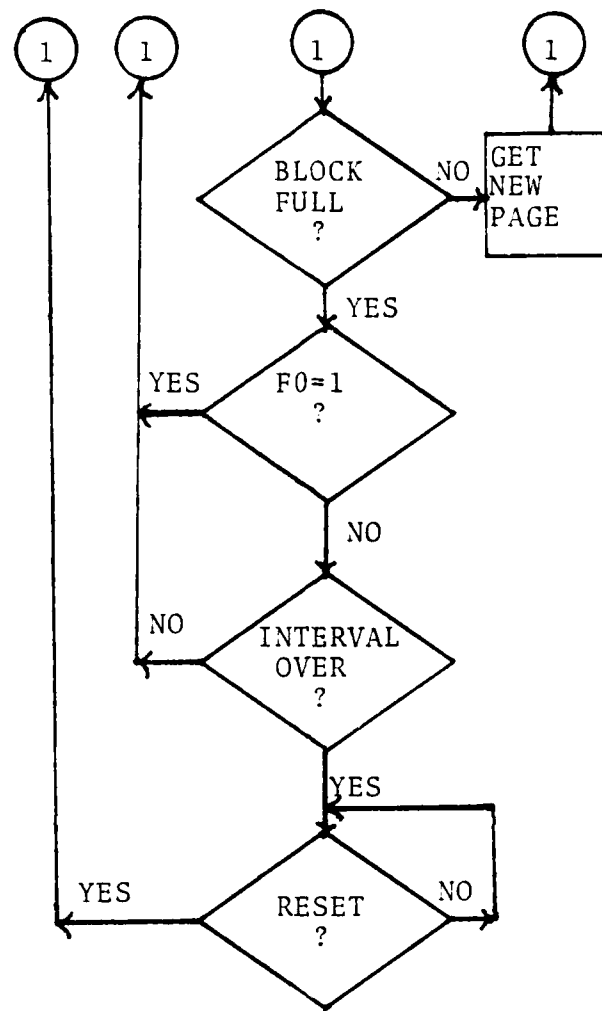 1
1
1
1
BLOCK
FULL
?
NO
GET
NEW
PAGE
YES
F0=1
?
YES
NO
INTERVAL
OVER
?
NO
YES
RESET
?
YES
NO